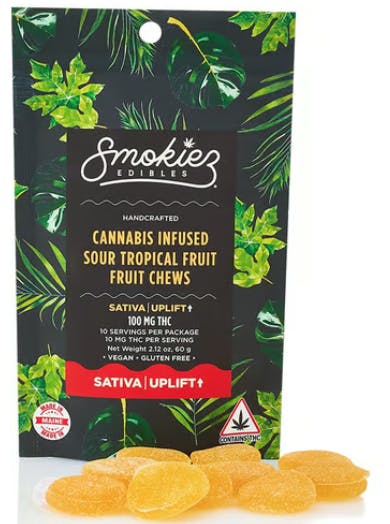 Smokiez
EDIBLES
HANDCRAFTED
CANNABIS INFUSED
SOUR TROPICAL FRUIT
FRUIT CHEWS
SATIVA | UPLIFT↑
100 MG THC
10 SERVINGS PER PACKAGE
10 MG THC PER SERVING
Net Weight 2.12 oz, 60 g
• VEGAN • GLUTEN FREE •
SATIVA | UPLIFT↑
MADE IN
MAINE
MADE IN
CONTAINS THC